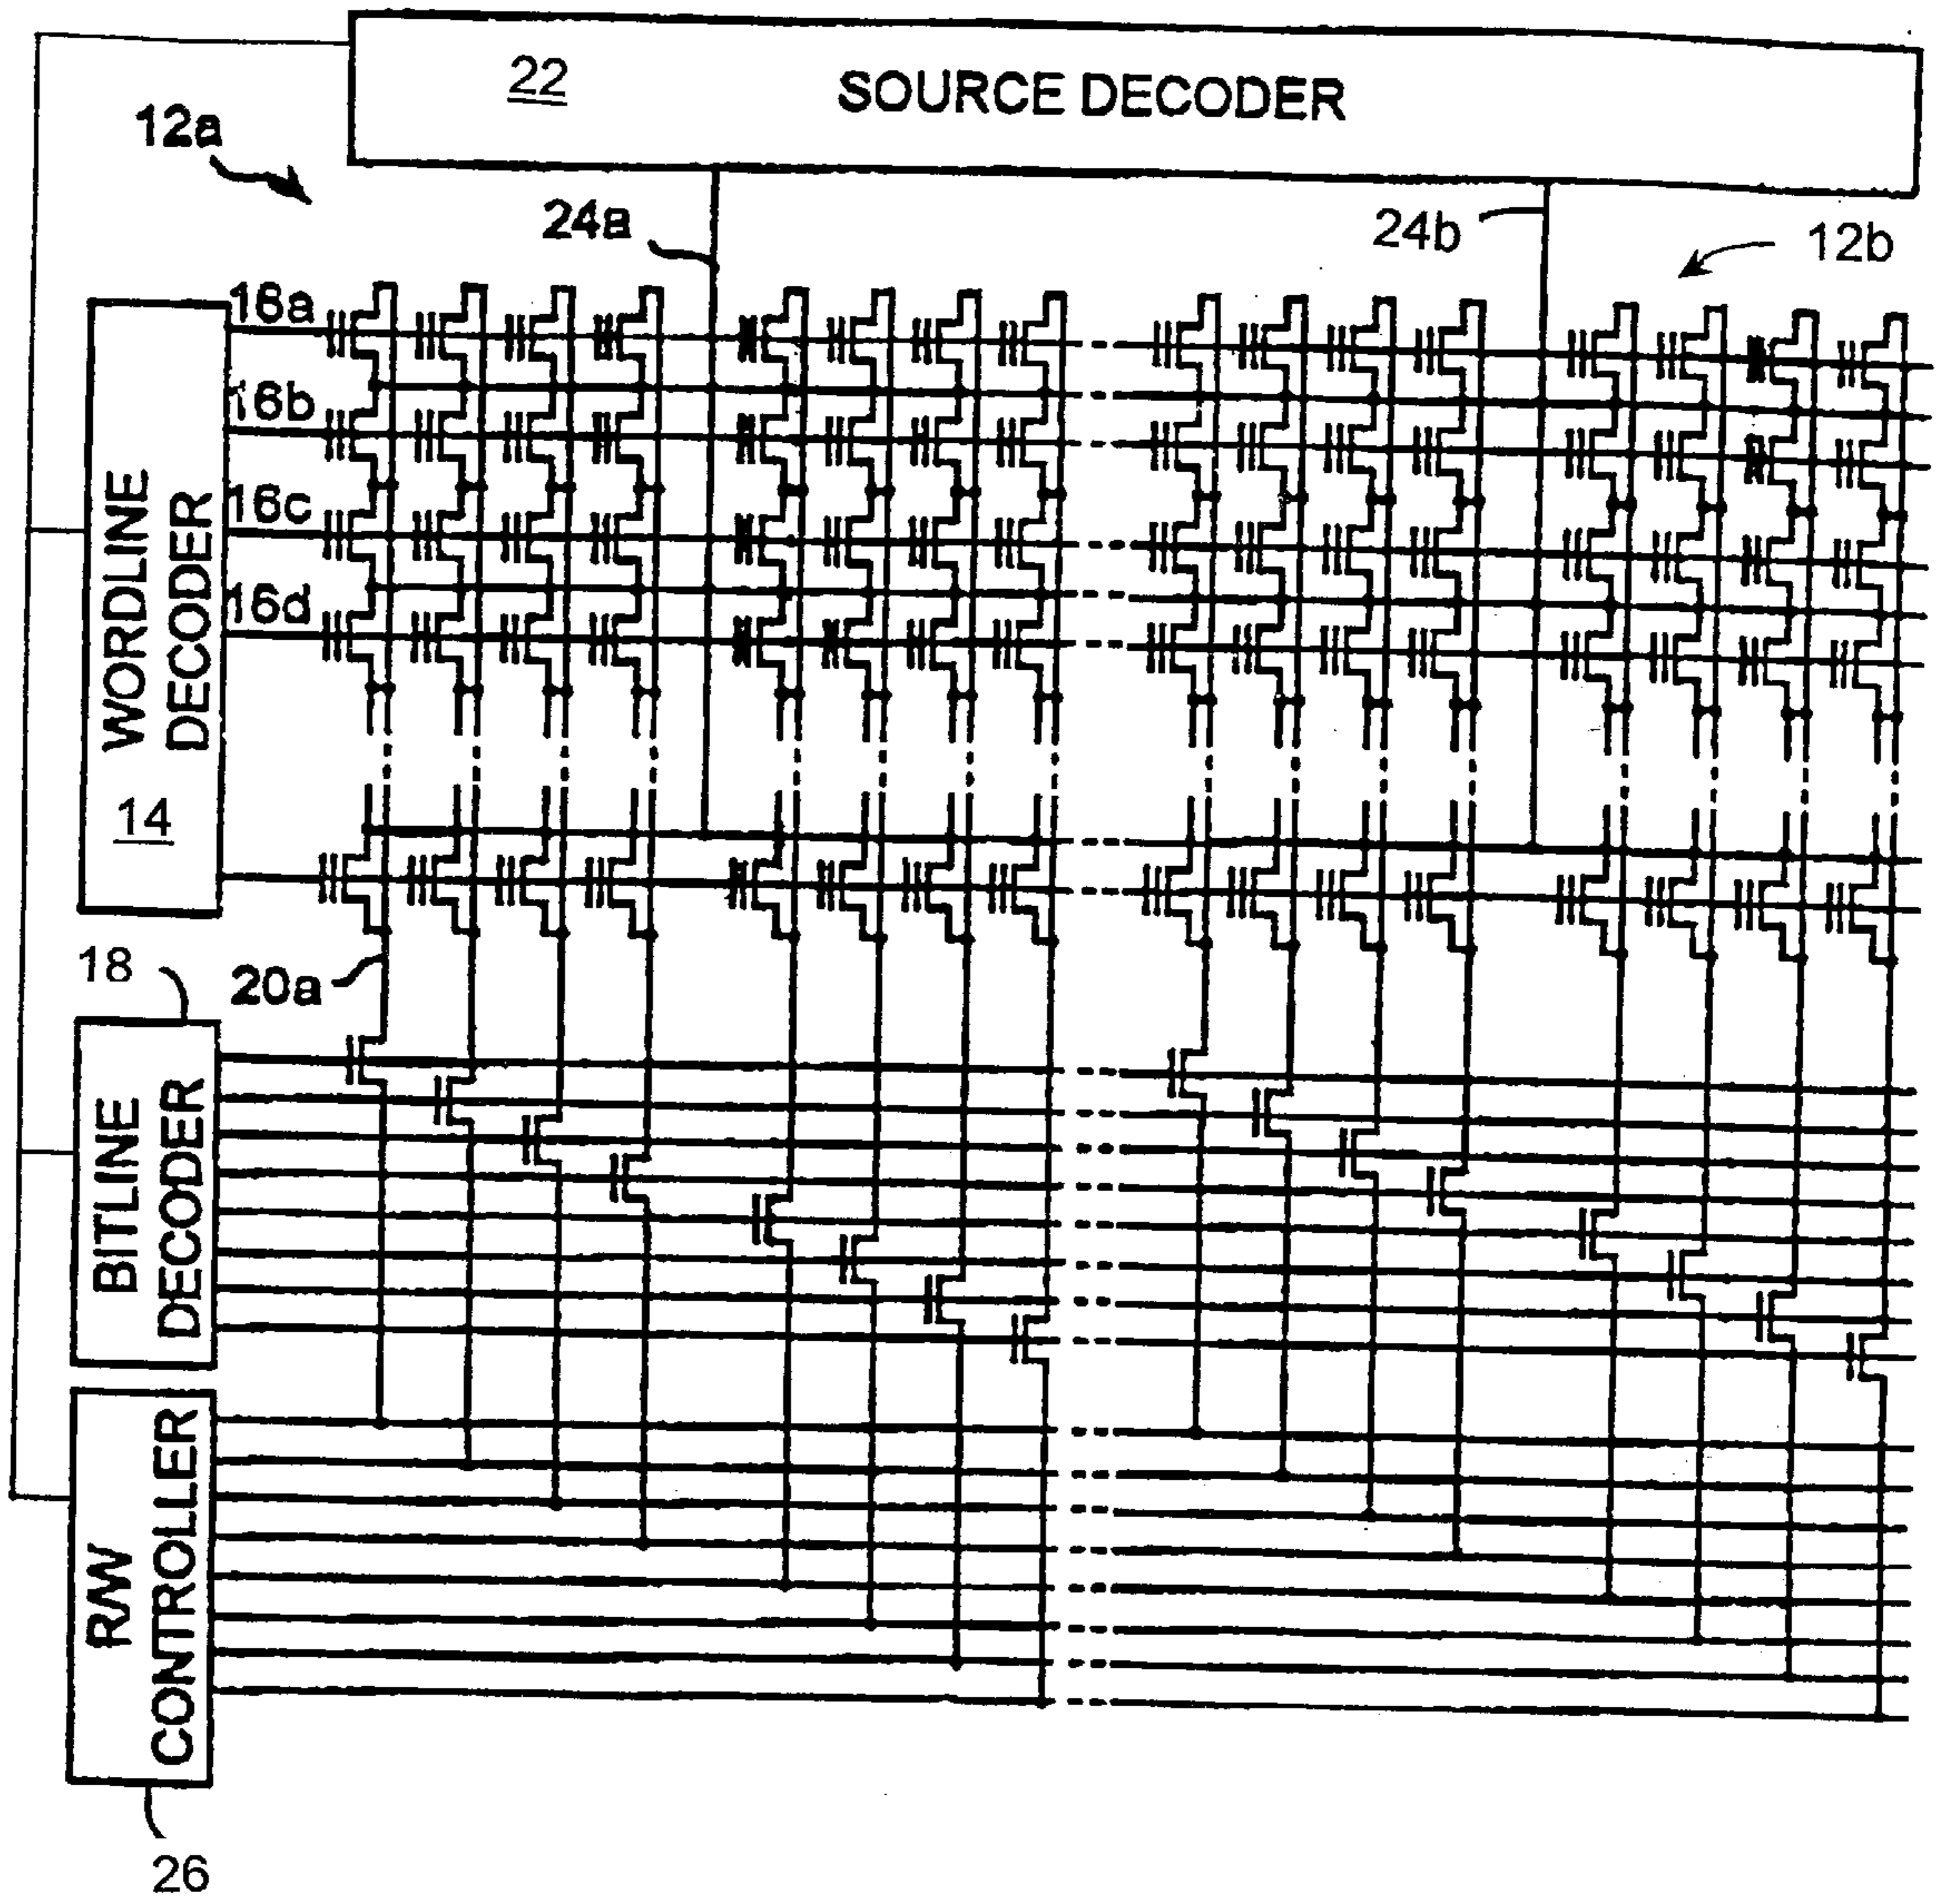 22
SOURCE DECODER
12a
24a
24b
12b
16a
16b
16c
16d
WORDLINE
DECODER
14
18
20a
BITLINE
DECODER
R/W
CONTROLLER
26